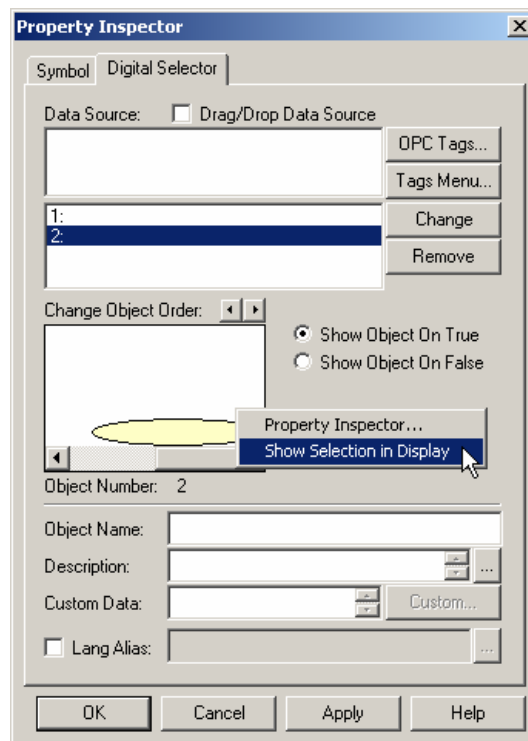 Property Inspector
Symbol Digital Selector
Data Source: Drag/Drop Data Source
OPC Tags...
Tags Menu...
1:
Change
2:
Remove
Change Object Order:
Show Object On True
Show Object On False
Property Inspector...
Show Selection in Display
Object Number: 2
Object Name:
Description: ...
Custom Data: Custom...
Lang Alias: ...
OK Cancel Apply Help